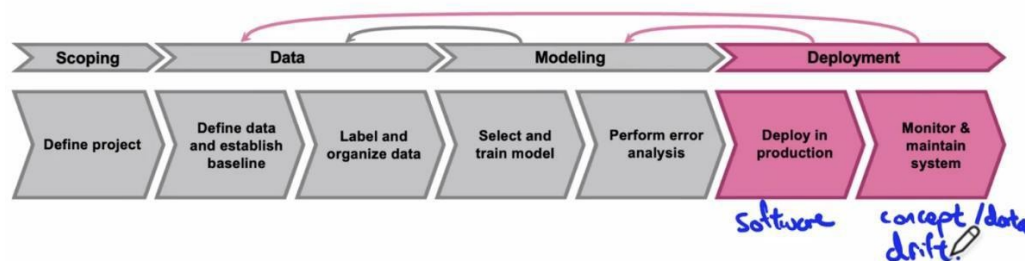 Scoping
Data
Modeling
Deployment
Define project
Define data
and establish
baseline
Label and
organize data
Select and
train model
Perform error
analysis
Deploy in
production
Monitor &
maintain
system
software
concept/data
drift